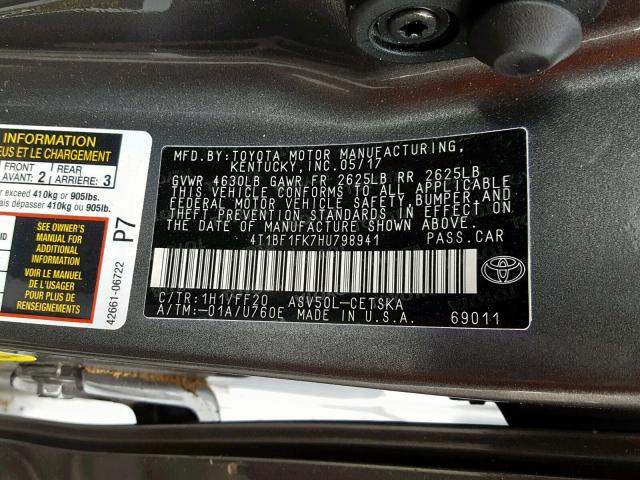 INFORMATION
EUS ET LE CHARGEMENT
FRONT
AVANT: 2
REAR
ARRIÈRE: 3
r exceed 410kg or 905lbs.
ais dépasser 410kg ou 905lb.
SEE OWNER'S
MANUAL FOR
ADDITIONAL
INFORMATION
VOIR LE MANUEL
DE L'USAGER
POUR PLUS DE
RENSEIGNEMENTS
P7
42661-06722
MFD BY:TOYOTA MOTOR MANUFACTURING,
KENTUCKY, INC.05/17
GVWR 4630LB GAWR FR 2625LB RR 2625LB
THIS VEHICLE CONFORMS TO ALL APPLICABLE
FEDERAL MOTOR VEHICLE SAFETY, BUMPER, AND
THEFT PREVENTION STANDARDS IN EFFECT ON
THE DATE OF MANUFACTURE SHOWN ABOVE.
4T1BF1FK7HU798941 PASS.CAR
C/TR:1H1/FF20 ASV50L-CETSKA
A/TM:-01A/U760E MADE IN U.S.A. 69011